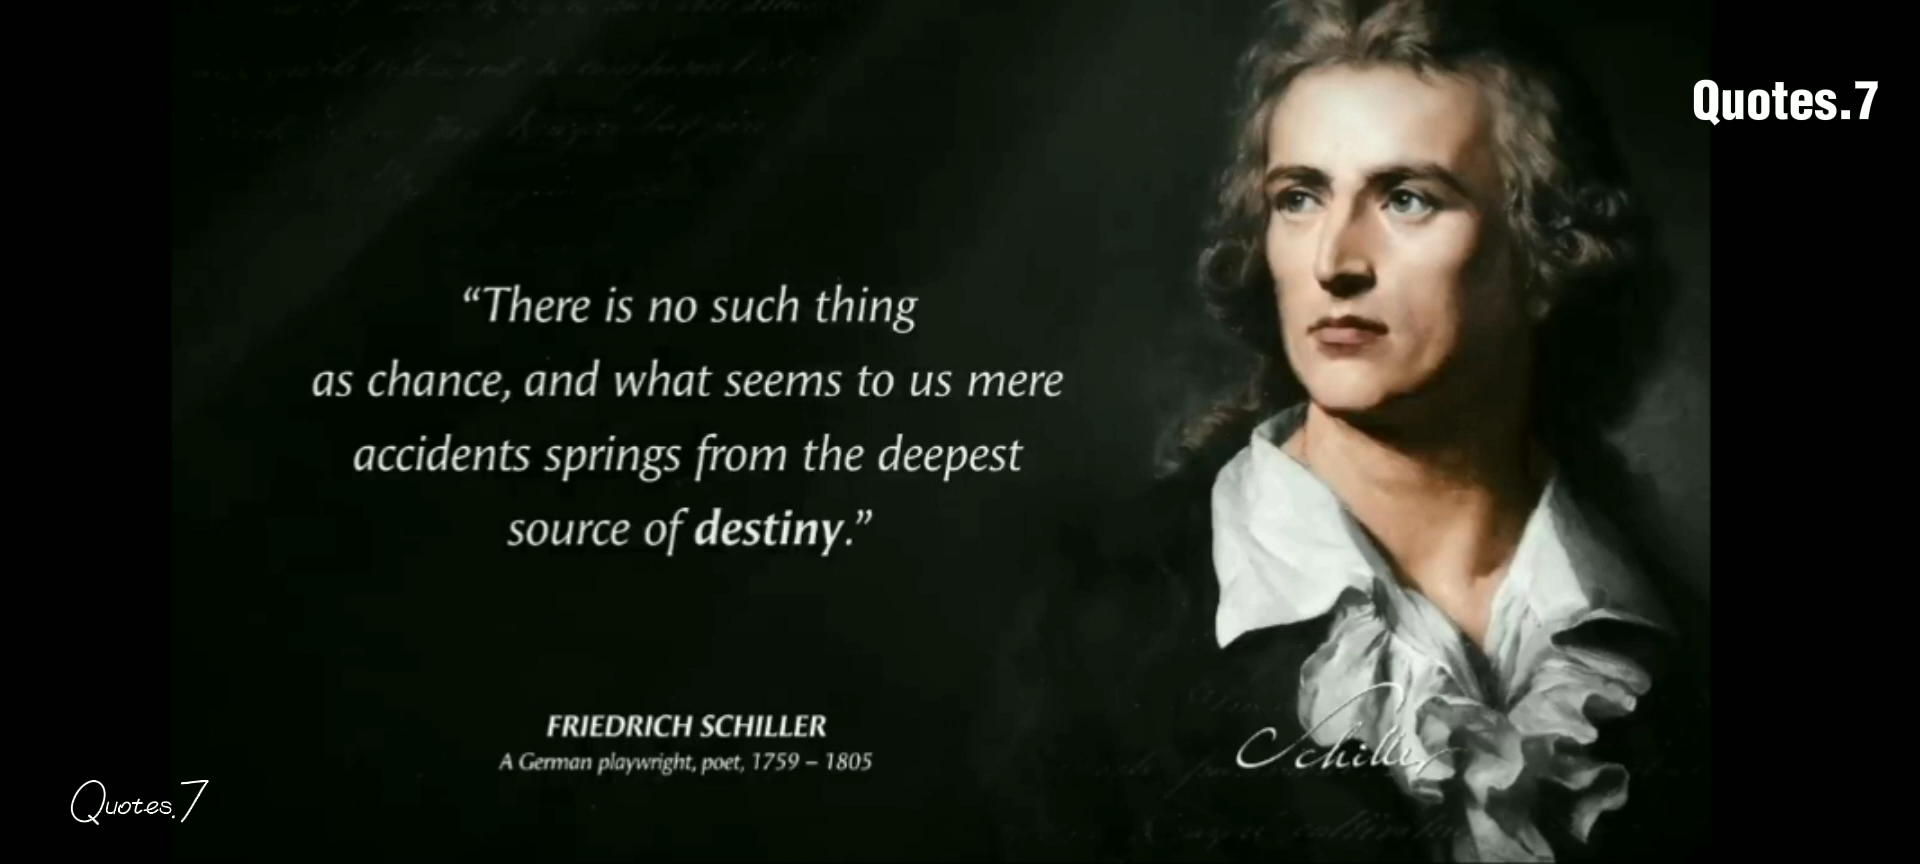 Quotes.7
“There is no such thing
as chance, and what seems to us mere
accidents springs from the deepest
source of destiny.”
FRIEDRICH SCHILLER
A German playwright, poet, 1759 – 1805
Schiller
Quotes.7